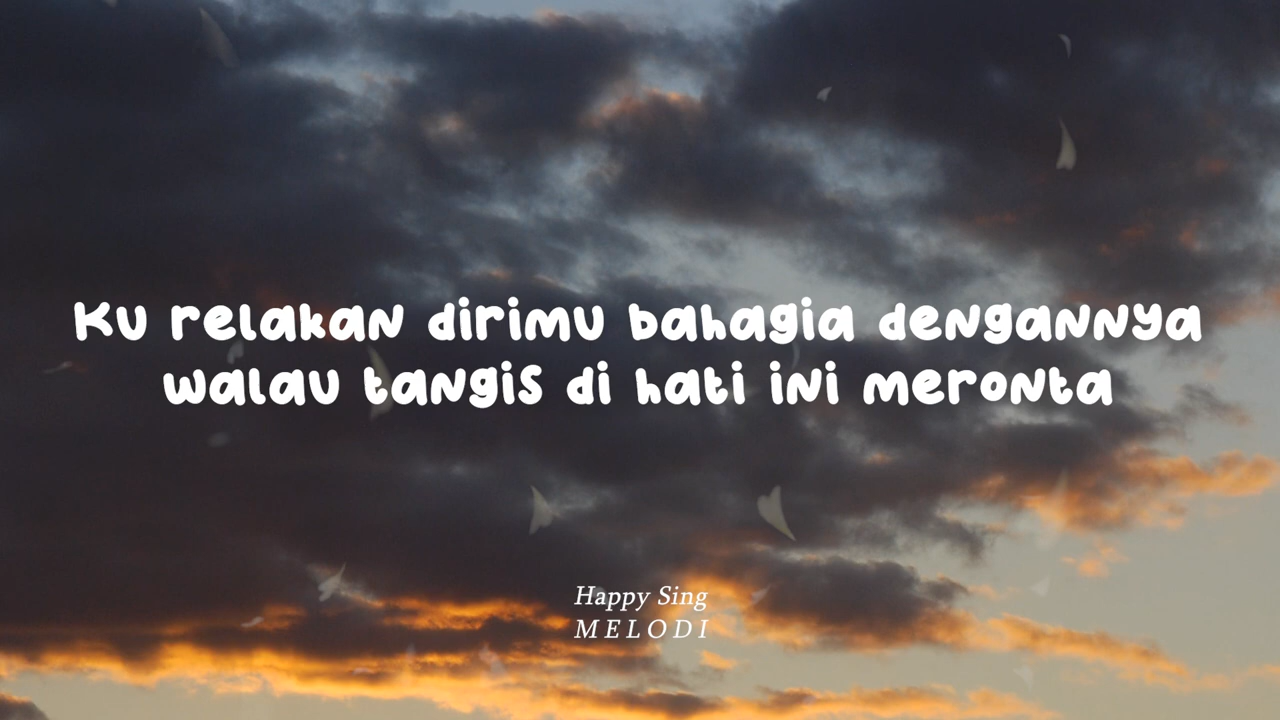 Ku relakan dirimu bahagia dengannya
walau tangis di hati ini meronta
Happy Sing
MELODI